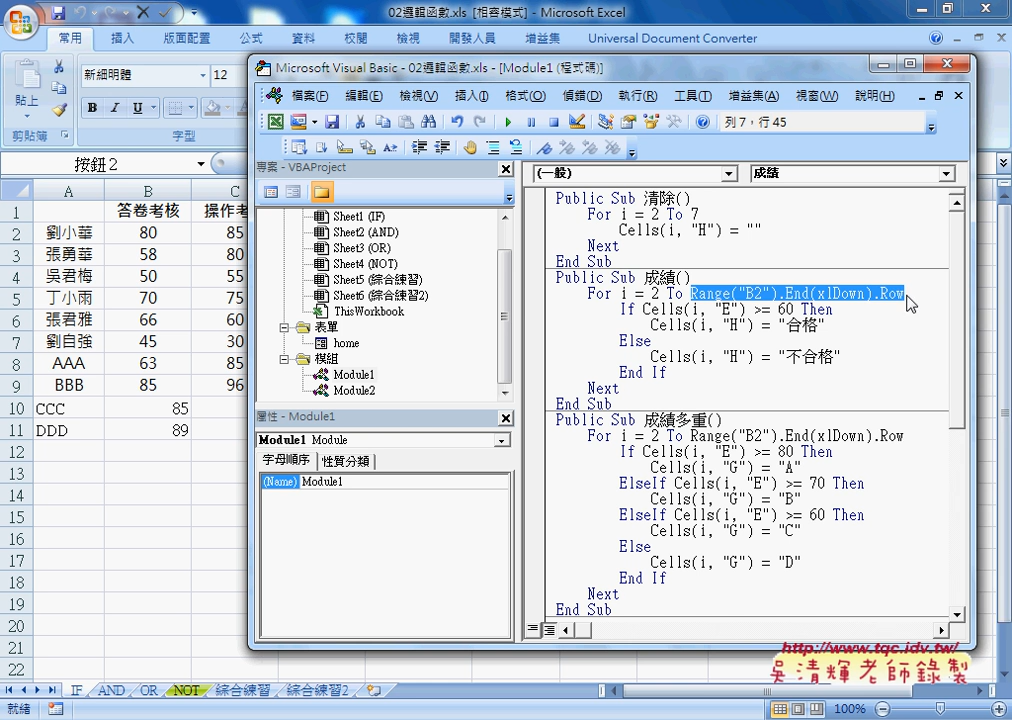 02邏輯函數.xls [相容模式] - Microsoft Excel
常用 插入 版面配置 公式 資料 校閱 檢視 開發人員 增益集 Universal Document Converter
新細明體 12
貼上
B I U
剪貼簿 字型
按鈕2
A B C
1 答卷考核 操作考
2 劉小華 80 85
3 張勇華 58 80
4 吳君梅 50 55
5 丁小雨 70 75
6 張君雅 66 60
7 劉自強 45 30
8 AAA 63 85
9 BBB 85 96
10 CCC 85
11 DDD 89
12
13
14
15
16
17
18
19
20
21
22
IF AND OR NOT 綜合練習 綜合練習2
就緒 100%
Microsoft Visual Basic - 02邏輯函數.xls - [Module1 (程式碼)]
檔案(F) 編輯(E) 檢視(V) 插入(I) 格式(O) 偵錯(D) 執行(R) 工具(T) 增益集(A) 視窗(W) 說明(H)
列 7，行 45
專案 - VBAProject
Sheet1 (IF)
Sheet2 (AND)
Sheet3 (OR)
Sheet4 (NOT)
Sheet5 (綜合練習)
Sheet6 (綜合練習2)
ThisWorkbook
表單
home
模組
Module1
Module2
屬性 - Module1
Module1 Module
字母順序 性質分類
(Name) Module1
(一般) 成績
Public Sub 清除()
For i = 2 To 7
Cells(i, "H") = ""
Next
End Sub
Public Sub 成績()
For i = 2 To Range("B2").End(xlDown).Row
If Cells(i, "E") >= 60 Then
Cells(i, "H") = "合格"
Else
Cells(i, "H") = "不合格"
End If
Next
End Sub
Public Sub 成績多重()
For i = 2 To Range("B2").End(xlDown).Row
If Cells(i, "E") >= 80 Then
Cells(i, "G") = "A"
ElseIf Cells(i, "E") >= 70 Then
Cells(i, "G") = "B"
ElseIf Cells(i, "E") >= 60 Then
Cells(i, "G") = "C"
Else
Cells(i, "G") = "D"
End If
Next
End Sub
http://www.tqc.idv.tw/
吳清輝老師錄製